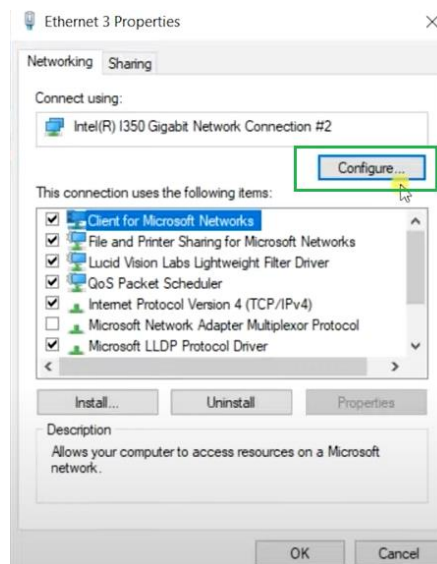 Ethernet 3 Properties
Networking Sharing
Connect using:
Intel(R) I350 Gigabit Network Connection #2
Configure...
This connection uses the following items:
Client for Microsoft Networks
File and Printer Sharing for Microsoft Networks
Lucid Vision Labs Lightweight Filter Driver
QoS Packet Scheduler
Internet Protocol Version 4 (TCP/IPv4)
Microsoft Network Adapter Multiplexor Protocol
Microsoft LLDP Protocol Driver
Install... Uninstall Properties
Description
Allows your computer to access resources on a Microsoft
network.
OK Cancel